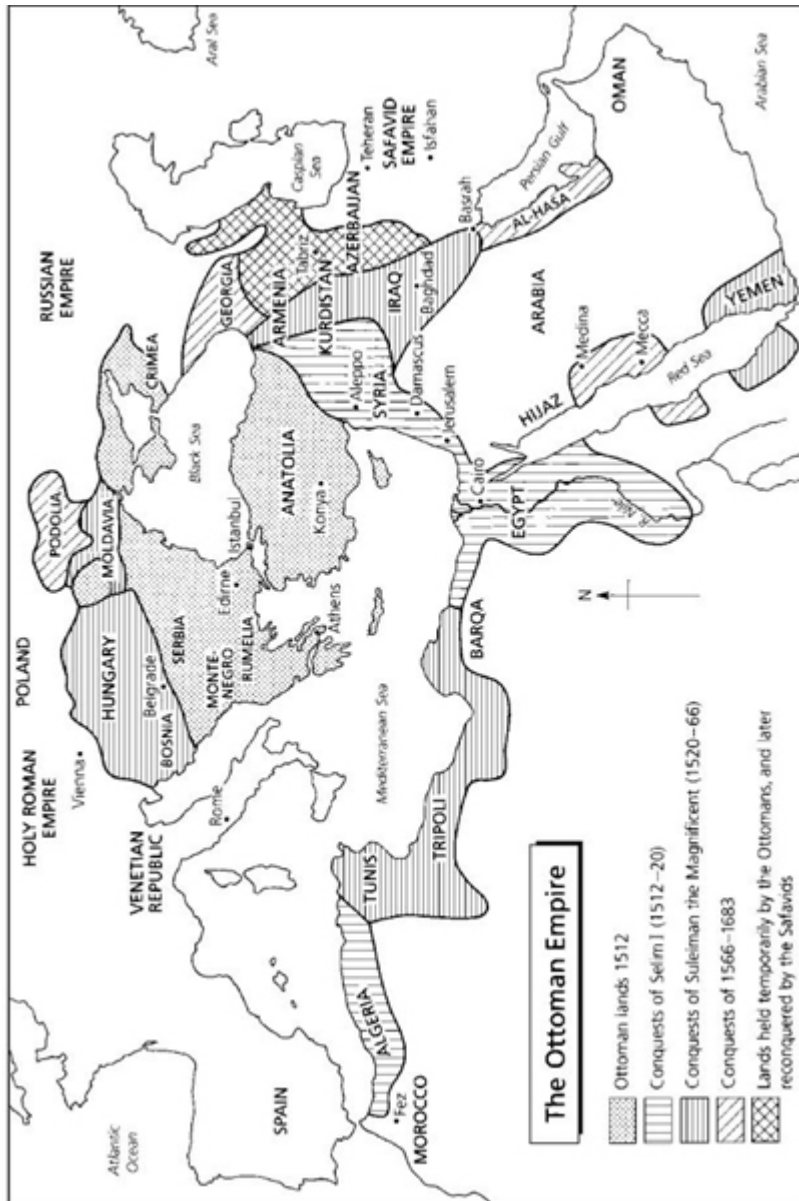 Aral Sea
RUSSIAN
EMPIRE
Caspian
Sea
Teheran
SAFAVID
EMPIRE
Isfahan
AZERBAIJAN
Tabriz
GEORGIA
ARMENIA
KURDISTAN
IRAQ
Baghdad
Basrah
Persian Gulf
AL-HASA
OMAN
Arabian Sea
ARABIA
Medina
Mecca
HIJAZ
Red Sea
YEMEN
CRIMEA
Black Sea
PODOLIA
MOLDAVIA
POLAND
HOLY ROMAN
EMPIRE
Vienna
HUNGARY
Belgrade
BOSNIA
SERBIA
MONTE-
NEGRO
RUMELIA
Edirne
Istanbul
Athens
ANATOLIA
Konya
Aleppo
SYRIA
Damascus
Jerusalem
Cairo
EGYPT
R. Nile
N
VENETIAN
REPUBLIC
Rome
Mediterranean Sea
BARQA
TRIPOLI
TUNIS
ALGERIA
Fez
MOROCCO
SPAIN
Atlantic
Ocean
The Ottoman Empire
Ottoman lands 1512
Conquests of Selim I (1512–20)
Conquests of Suleiman the Magnificent (1520–66)
Conquests of 1566–1683
Lands held temporarily by the Ottomans, and later
reconquered by the Safavids